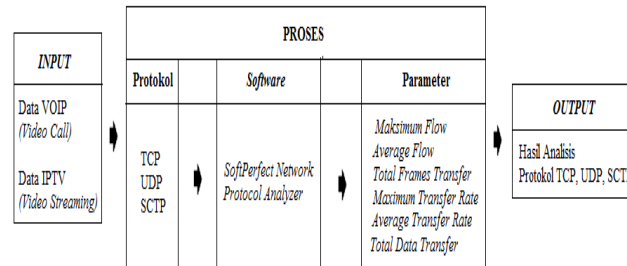 INPUT
Data VOIP
(Video Call)
Data IPTV
(Video Streaming)
PROSES
Protokol
Software
Parameter
TCP
UDP
SCTP
SoftPerfect Network
Protocol Analyzer
Maksimum Flow
Average Flow
Total Frames Transfer
Maximum Transfer Rate
Average Transfer Rate
Total Data Transfer
OUTPUT
Hasil Analisis
Protokol TCP, UDP, SCT